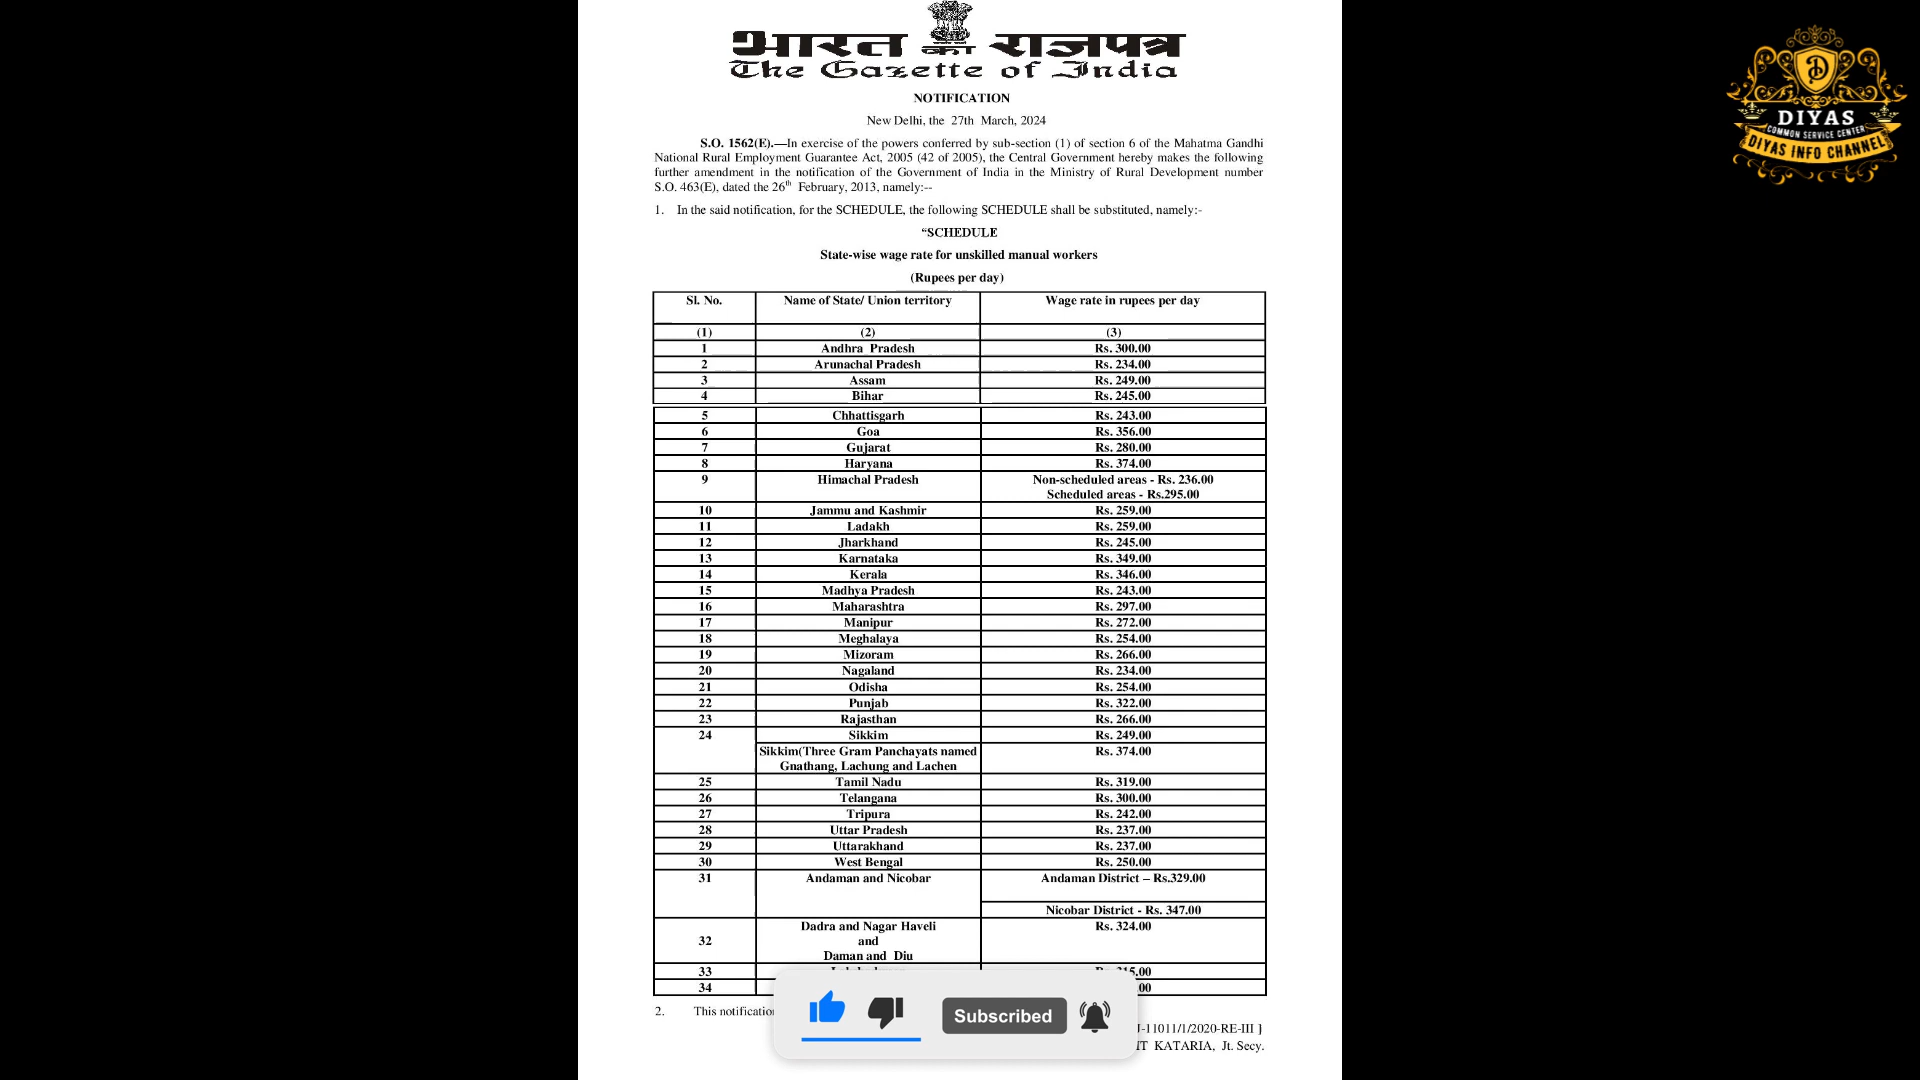 भारत का राजपत्र
The Gazette of India
NOTIFICATION
New Delhi, the 27th March, 2024
S.O. 1562(E).—In exercise of the powers conferred by sub-section (1) of section 6 of the Mahatma Gandhi
National Rural Employment Guarantee Act, 2005 (42 of 2005), the Central Government hereby makes the following
further amendment in the notification of the Government of India in the Ministry of Rural Development number
S.O. 463(E), dated the 26th February, 2013, namely:--
1. In the said notification, for the SCHEDULE, the following SCHEDULE shall be substituted, namely:-
“SCHEDULE
State-wise wage rate for unskilled manual workers
(Rupees per day)
Sl. No. Name of State/ Union territory Wage rate in rupees per day
(1) (2) (3)
1 Andhra Pradesh Rs. 300.00
2 Arunachal Pradesh Rs. 234.00
3 Assam Rs. 249.00
4 Bihar Rs. 245.00
5 Chhattisgarh Rs. 243.00
6 Goa Rs. 356.00
7 Gujarat Rs. 280.00
8 Haryana Rs. 374.00
9 Himachal Pradesh Non-scheduled areas - Rs. 236.00
Scheduled areas - Rs.295.00
10 Jammu and Kashmir Rs. 259.00
11 Ladakh Rs. 259.00
12 Jharkhand Rs. 245.00
13 Karnataka Rs. 349.00
14 Kerala Rs. 346.00
15 Madhya Pradesh Rs. 243.00
16 Maharashtra Rs. 297.00
17 Manipur Rs. 272.00
18 Meghalaya Rs. 254.00
19 Mizoram Rs. 266.00
20 Nagaland Rs. 234.00
21 Odisha Rs. 254.00
22 Punjab Rs. 322.00
23 Rajasthan Rs. 266.00
24 Sikkim Rs. 249.00
Sikkim(Three Gram Panchayats named Rs. 374.00
Gnathang, Lachung and Lachen
25 Tamil Nadu Rs. 319.00
26 Telangana Rs. 300.00
27 Tripura Rs. 242.00
28 Uttar Pradesh Rs. 237.00
29 Uttarakhand Rs. 237.00
30 West Bengal Rs. 250.00
31 Andaman and Nicobar Andaman District – Rs.329.00
Nicobar District - Rs. 347.00
Dadra and Nagar Haveli Rs. 324.00
32 and
Daman and Diu
33
34
2. This
-11011/1/2020-RE-III ]
KATARIA, Jt. Secy.
Subscribed
D
DIYAS
COMMON SERVICE CENTER
DIYAS INFO CHANNEL